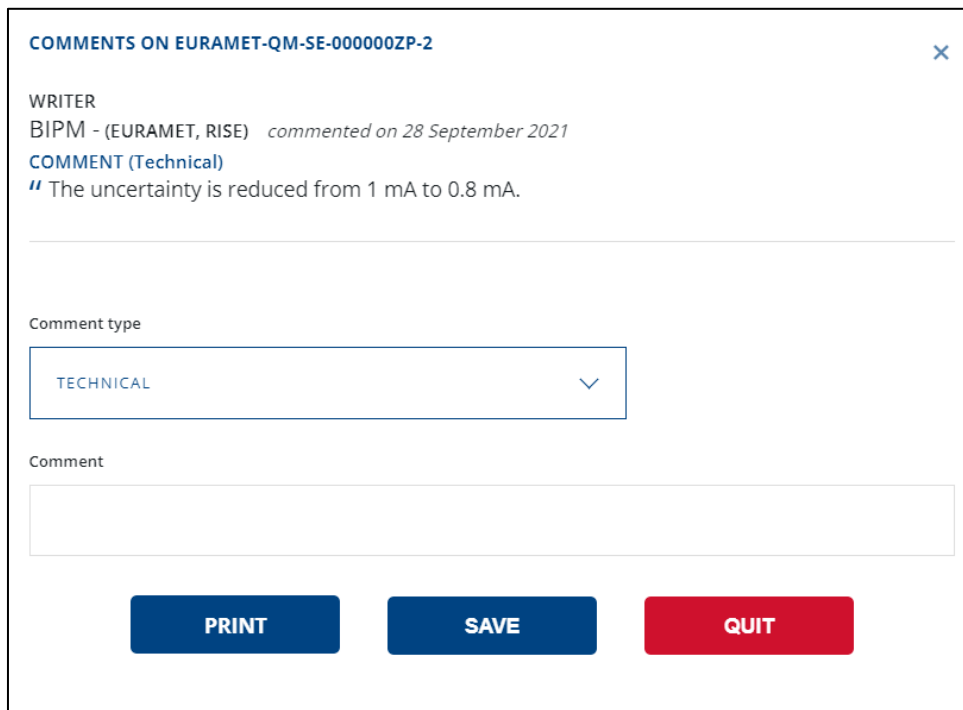 COMMENTS ON EURAMET-QM-SE-000000ZP-2
×
WRITER
BIPM - (EURAMET, RISE) commented on 28 September 2021
COMMENT (Technical)
" The uncertainty is reduced from 1 mA to 0.8 mA.
Comment type
TECHNICAL
Comment
PRINT SAVE QUIT